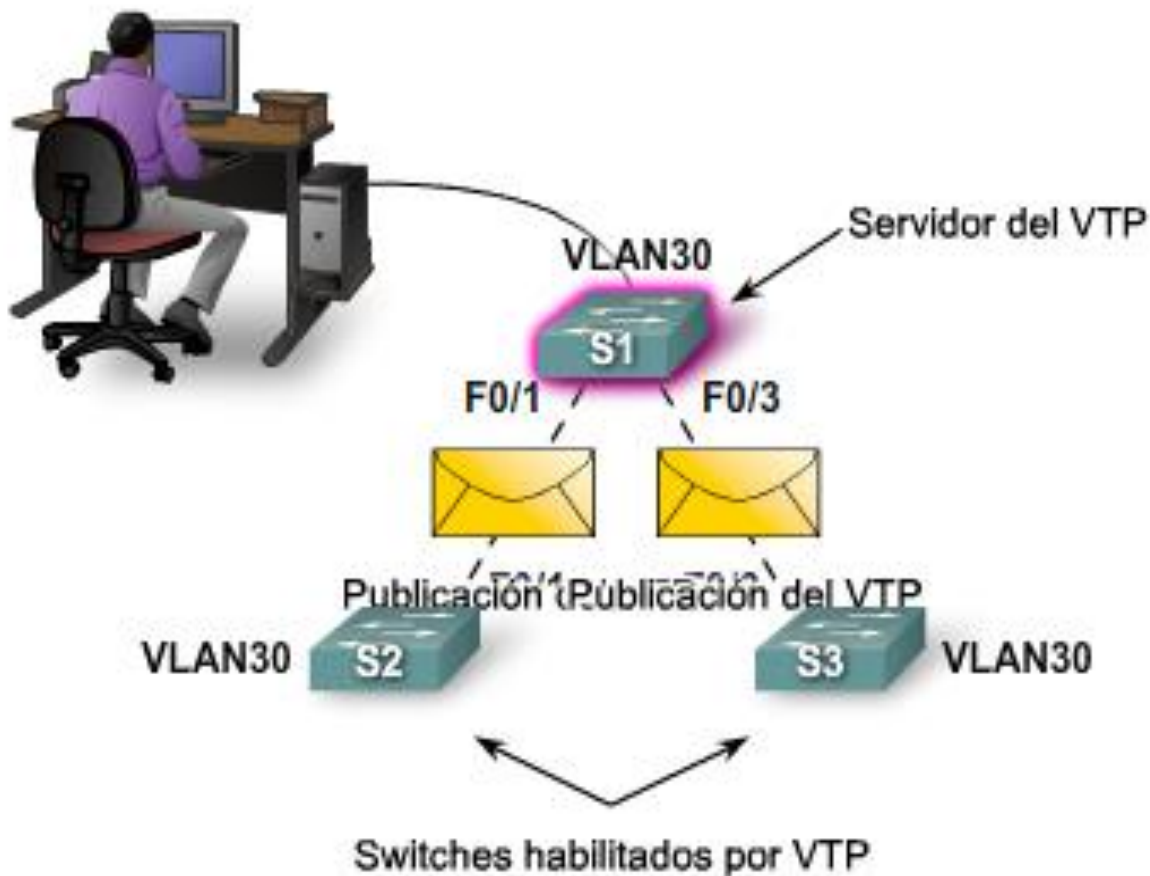 Servidor del VTP
VLAN30
S1
F0/1
F0/3
Publicación
Publicación del VTP
VLAN30
S2
S3
VLAN30
Switches habilitados por VTP